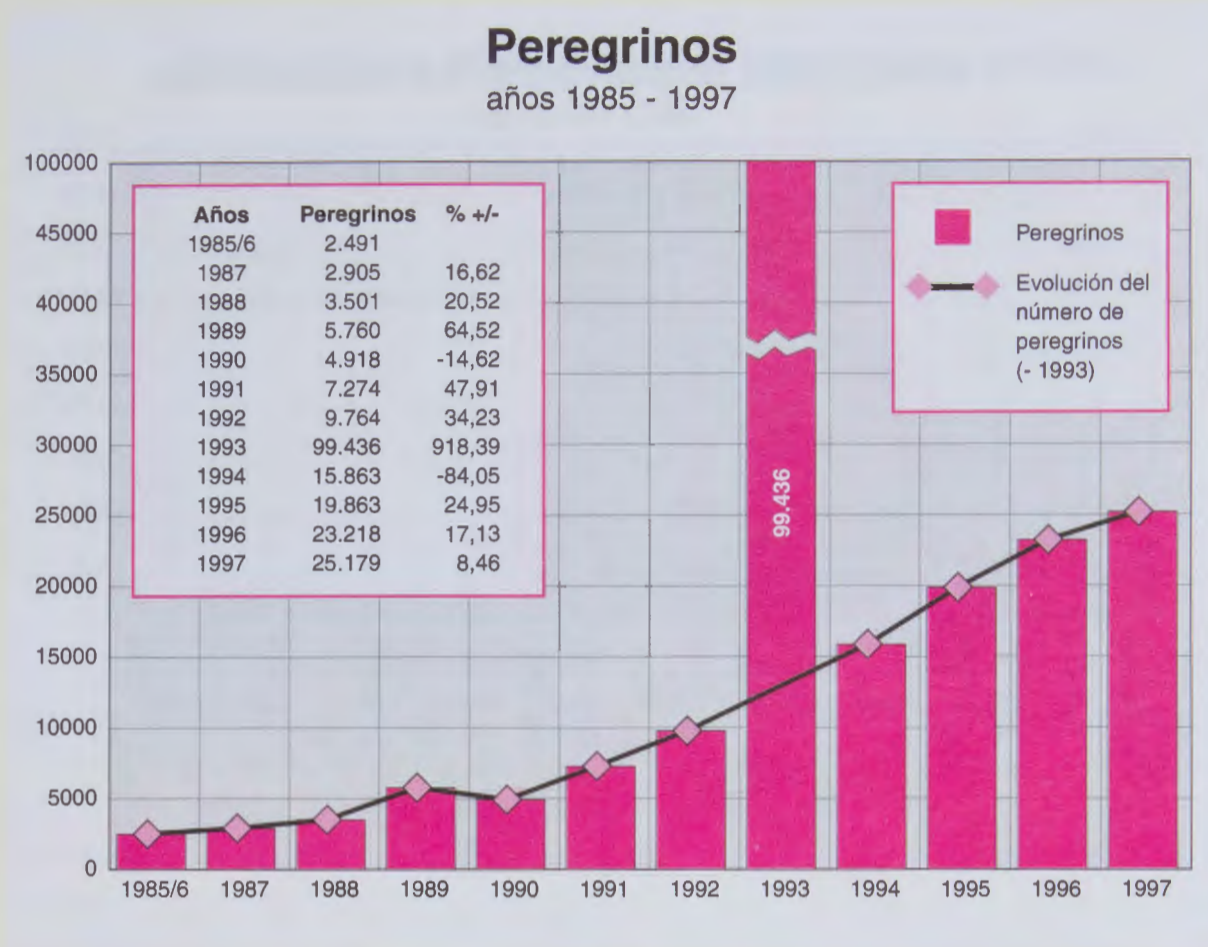 Peregrinos
años 1985 - 1997
100000
45000
40000
35000
30000
25000
20000
15000
10000
5000
0
Años Peregrinos % +/-
1985/6 2.491
1987 2.905 16,62
1988 3.501 20,52
1989 5.760 64,52
1990 4.918 -14,62
1991 7.274 47,91
1992 9.764 34,23
1993 99.436 918,39
1994 15.863 -84,05
1995 19.863 24,95
1996 23.218 17,13
1997 25.179 8,46
Peregrinos
Evolución del
número de
peregrinos
(- 1993)
99.436
1985/6 1987 1988 1989 1990 1991 1992 1993 1994 1995 1996 1997